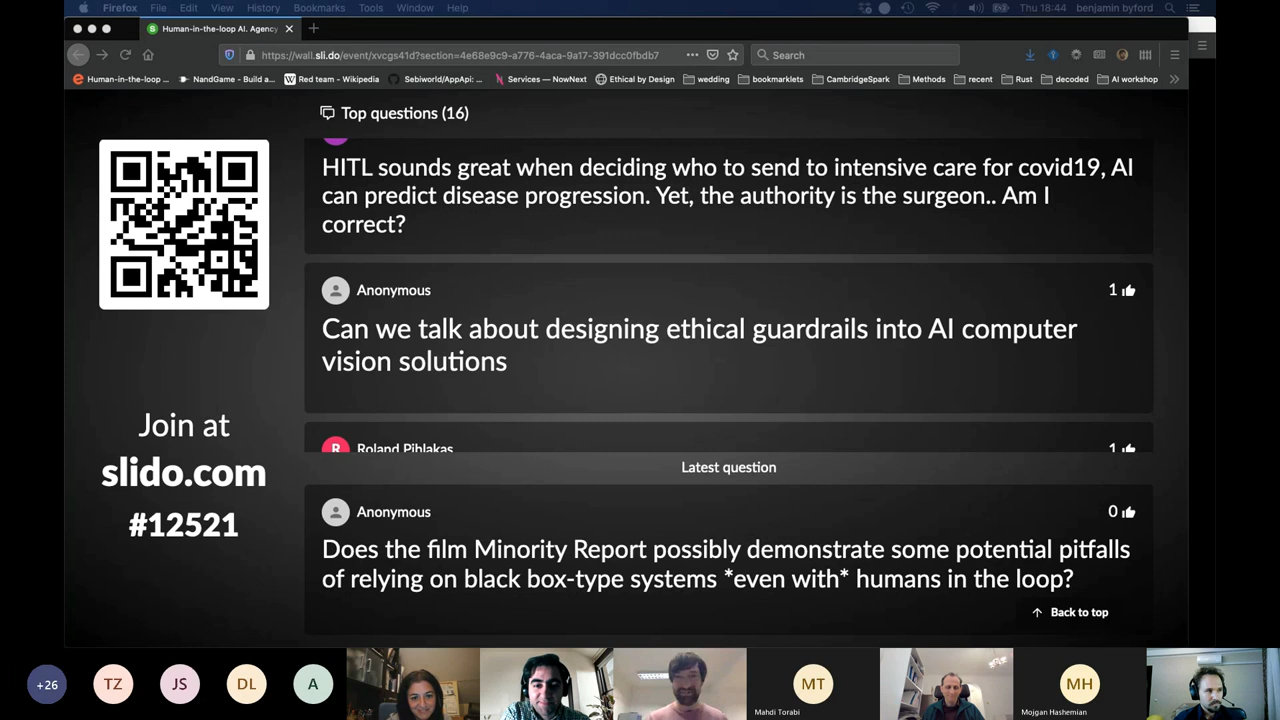 Firefox File Edit View History Bookmarks Tools Window Help
Thu 18:44 benjamin byford
Human-in-the-loop AI. Agency
https://wall.sli.do/event/xvcgs41d?section=4e68e9c9-a776-4aca-9a17-391dcc0fbdb7
Search
Human-in-the-loop ... NandGame - Build a... Red team - Wikipedia Sebiworld/AppApi: ... Services — NowNext Ethical by Design wedding bookmarklets CambridgeSpark Methods recent Rust decoded AI workshop
Top questions (16)
HITL sounds great when deciding who to send to intensive care for covid19, AI
can predict disease progression. Yet, the authority is the surgeon.. Am I
correct?
Anonymous 1
Can we talk about designing ethical guardrails into AI computer
vision solutions
R Roland Pihlakas 1
Latest question
Anonymous 0
Does the film Minority Report possibly demonstrate some potential pitfalls
of relying on black box-type systems *even with* humans in the loop?
Back to top
Join at
slido.com
#12521
+26 TZ JS DL A MT MH
Mahdi Torabi Mojgan Hashemian